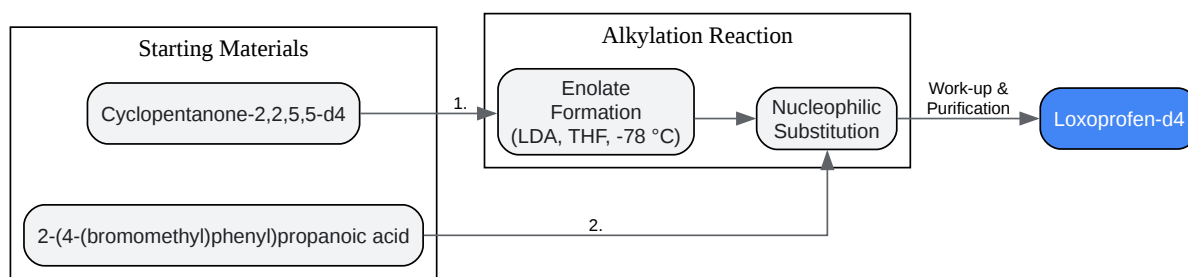 Starting Materials
Cyclopentanone-2,2,5,5-d4
2-(4-(bromomethyl)phenyl)propanoic acid
1.
2.
Alkylation Reaction
Enolate
Formation
(LDA, THF, -78 °C)
Nucleophilic
Substitution
Work-up &
Purification
Loxoprofen-d4